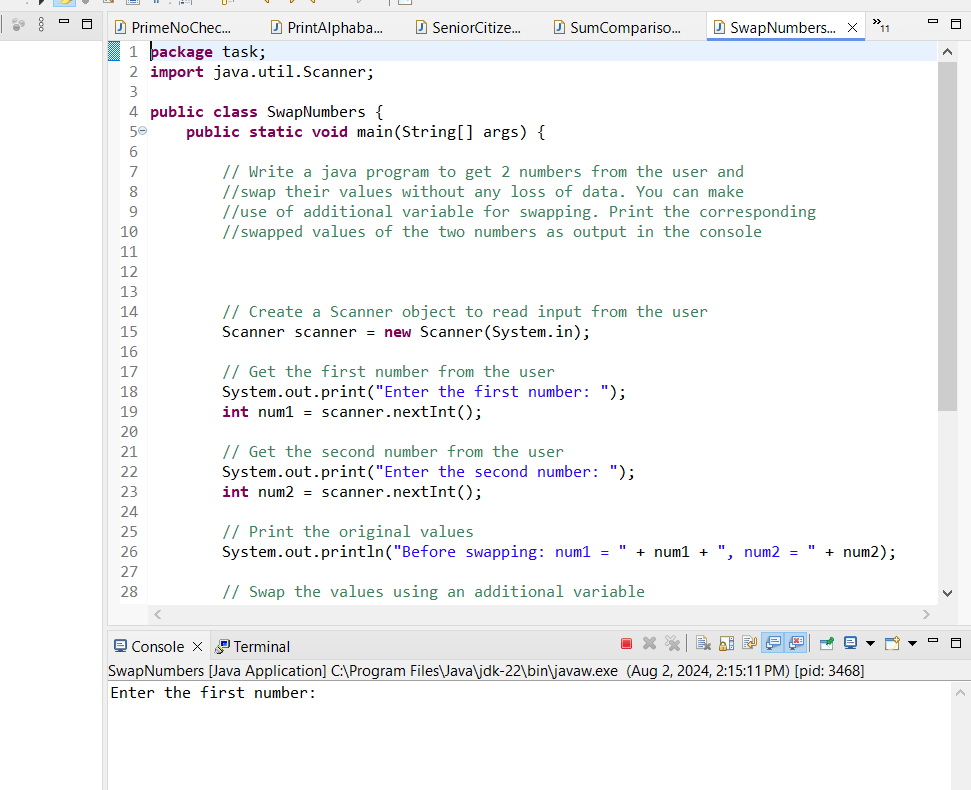 PrimeNoChec... PrintAlphaba... SeniorCitize... SumCompariso... SwapNumbers... »11
1 package task;
2 import java.util.Scanner;
3
4 public class SwapNumbers {
5 public static void main(String[] args) {
6
7 // Write a java program to get 2 numbers from the user and
8 //swap their values without any loss of data. You can make
9 //use of additional variable for swapping. Print the corresponding
10 //swapped values of the two numbers as output in the console
11
12
13
14 // Create a Scanner object to read input from the user
15 Scanner scanner = new Scanner(System.in);
16
17 // Get the first number from the user
18 System.out.print("Enter the first number: ");
19 int num1 = scanner.nextInt();
20
21 // Get the second number from the user
22 System.out.print("Enter the second number: ");
23 int num2 = scanner.nextInt();
24
25 // Print the original values
26 System.out.println("Before swapping: num1 = " + num1 + ", num2 = " + num2);
27
28 // Swap the values using an additional variable
Console Terminal
SwapNumbers [Java Application] C:\Program Files\Java\jdk-22\bin\javaw.exe (Aug 2, 2024, 2:15:11 PM) [pid: 3468]
Enter the first number: